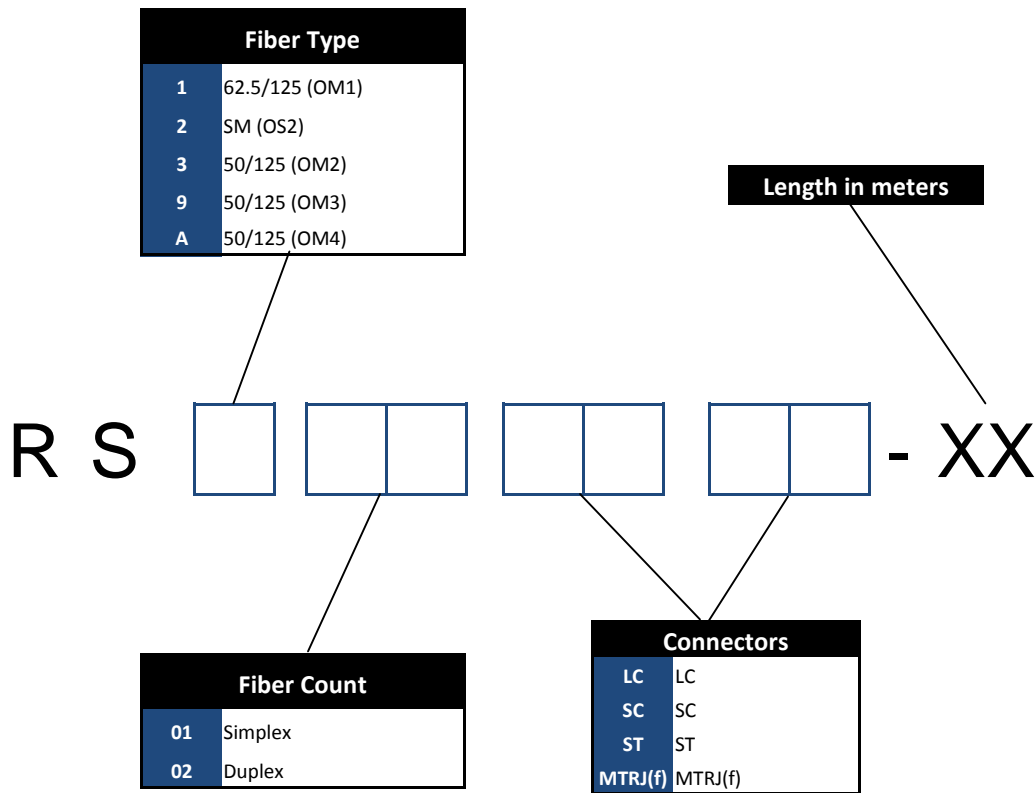 Fiber Type
1 62.5/125 (OM1)
2 SM (OS2)
3 50/125 (OM2)
9 50/125 (OM3)
A 50/125 (OM4)
Length in meters
R S - XX
Fiber Count
01 Simplex
02 Duplex
Connectors
LC LC
SC SC
ST ST
MTRJ(f) MTRJ(f)